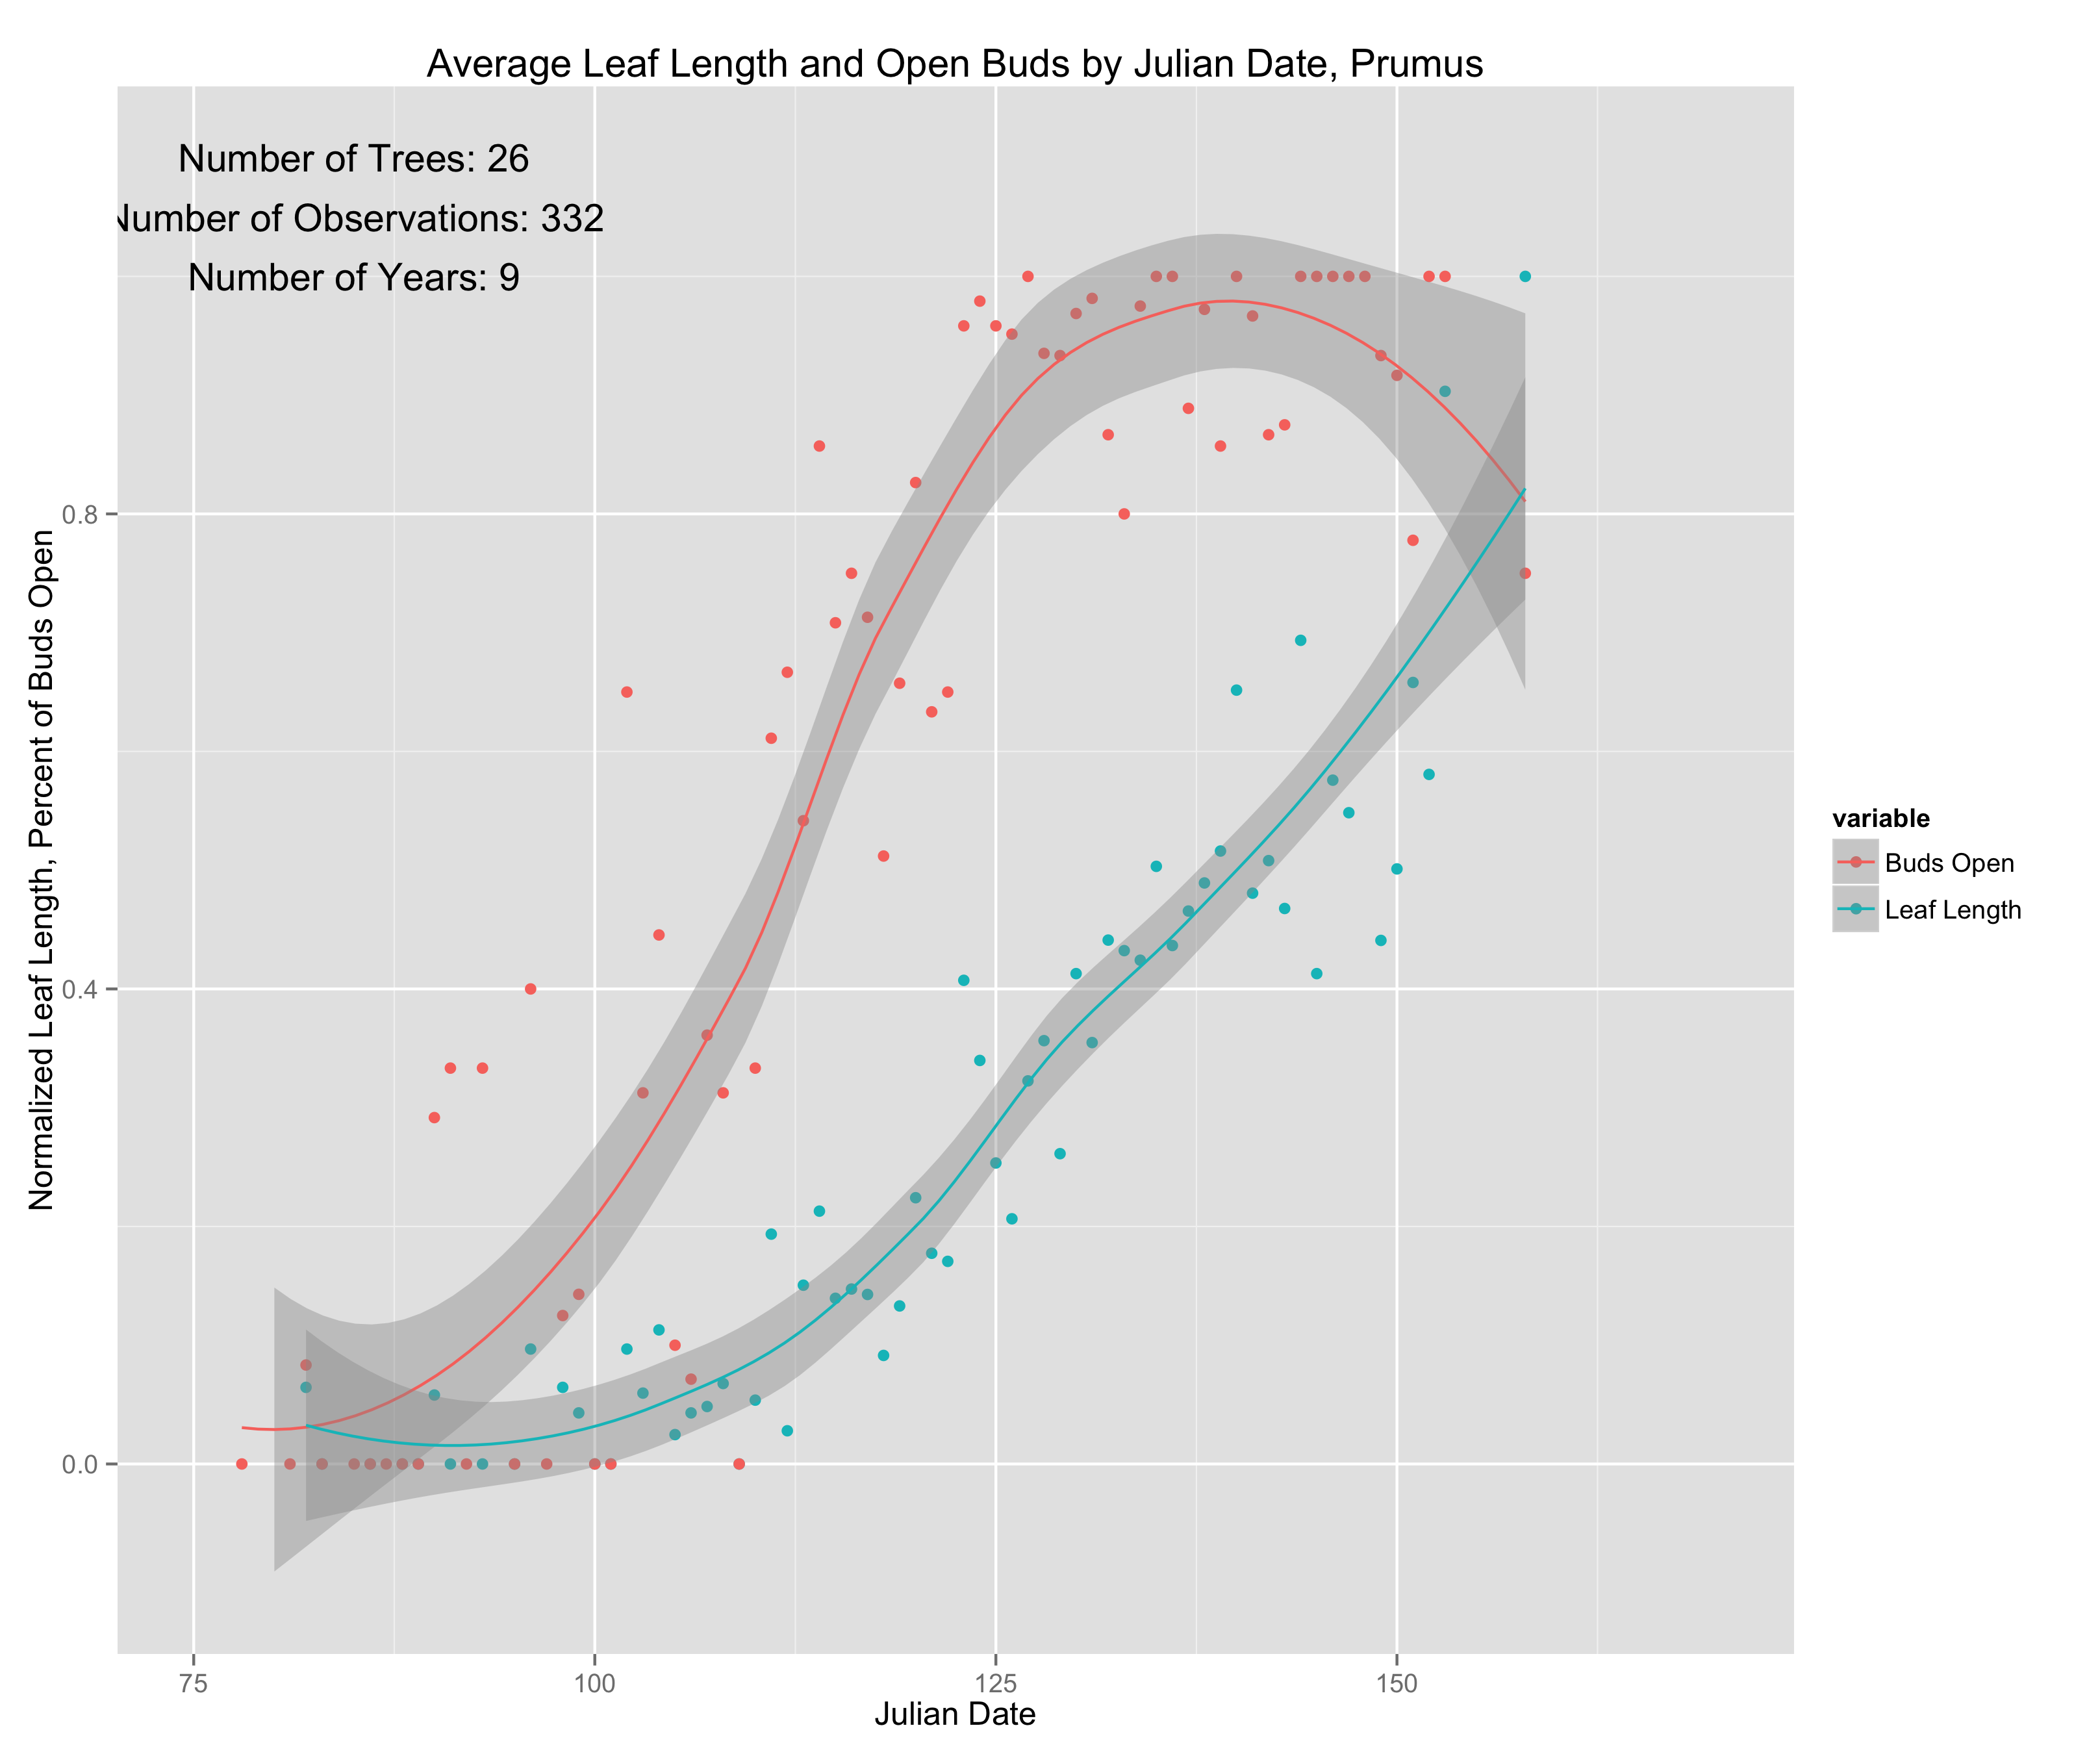 Average Leaf Length and Open Buds by Julian Date, Prumus
Number of Trees: 26
Number of Observations: 332
Number of Years: 9
Normalized Leaf Length, Percent of Buds Open
0.8
0.4
0.0
75 100 125 150
Julian Date
variable
Buds Open
Leaf Length